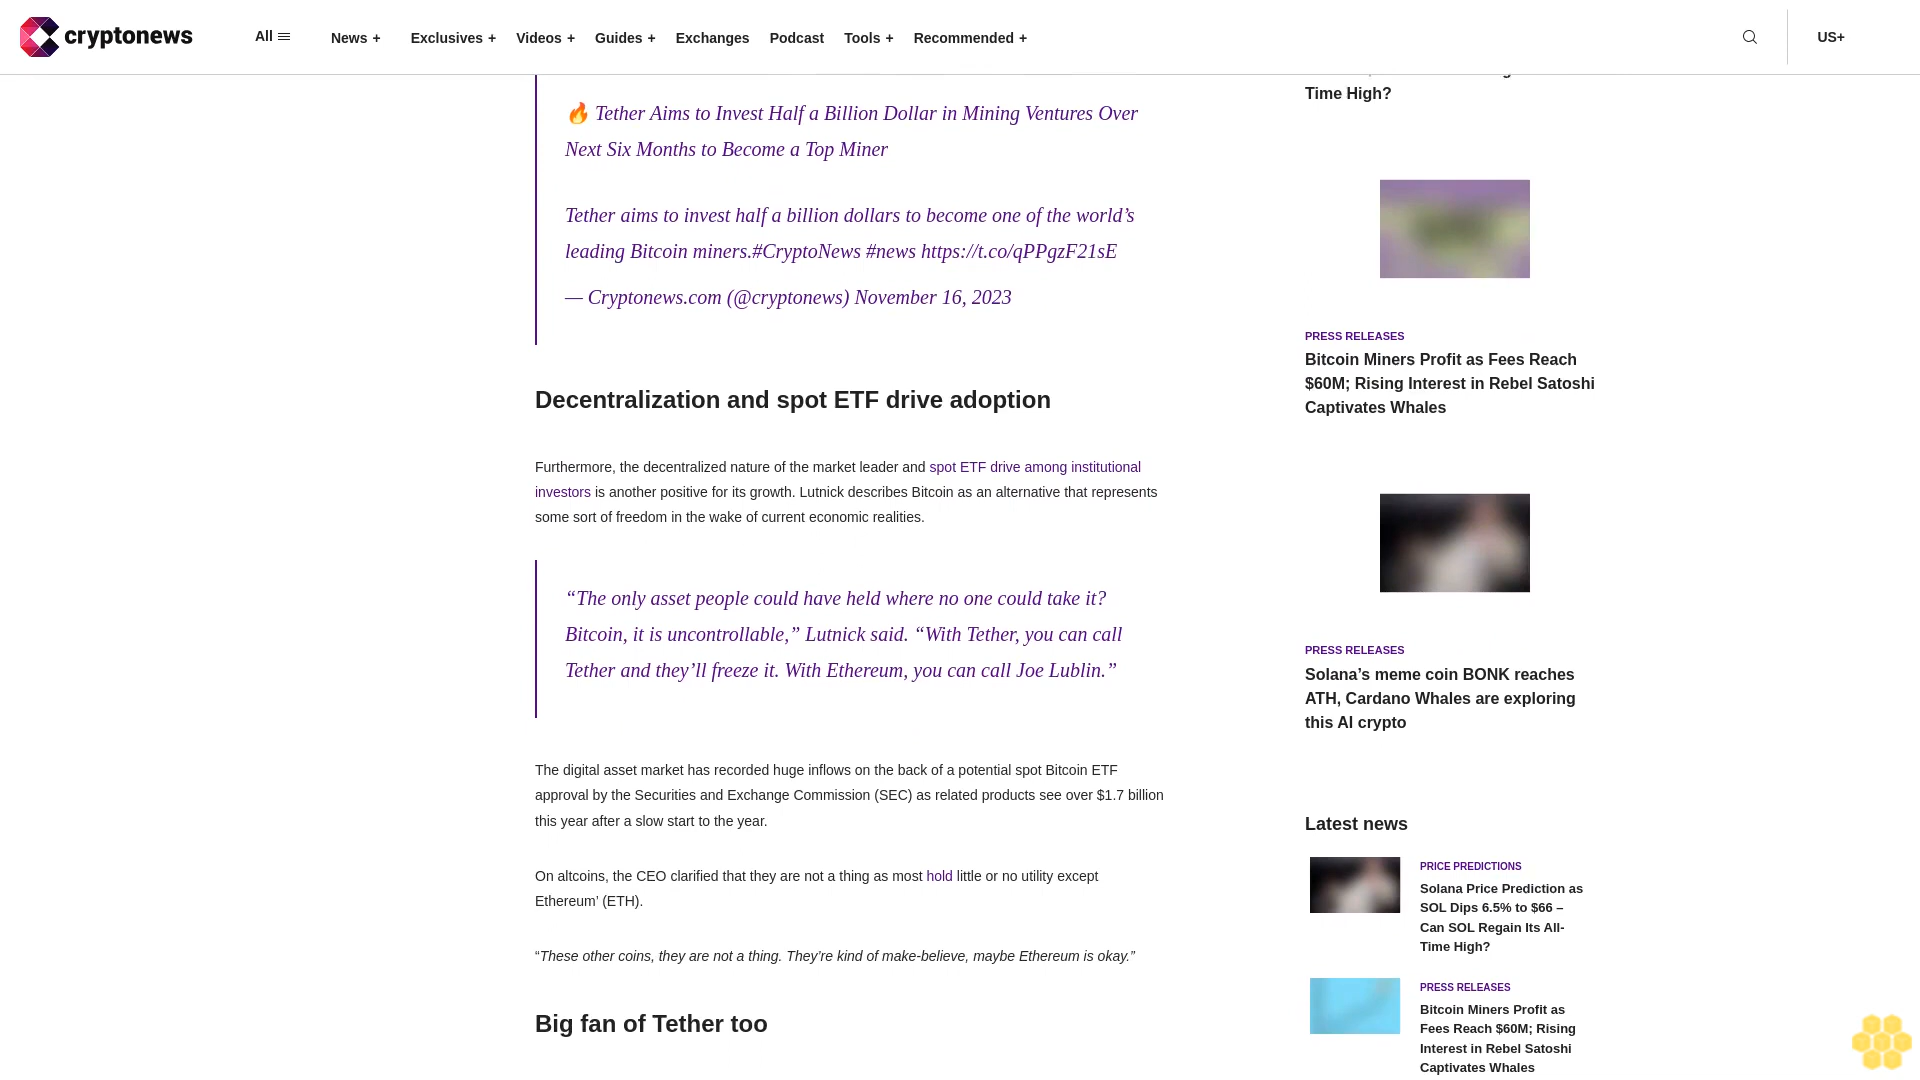 cryptonews
All
News +
Exclusives +
Videos +
Guides +
Exchanges
Podcast
Tools +
Recommended +
US+
🔥 Tether Aims to Invest Half a Billion Dollar in Mining Ventures Over
Next Six Months to Become a Top Miner
Tether aims to invest half a billion dollars to become one of the world’s
leading Bitcoin miners.#CryptoNews #news https://t.co/qPPgzF21sE
— Cryptonews.com (@cryptonews) November 16, 2023
Decentralization and spot ETF drive adoption
Furthermore, the decentralized nature of the market leader and spot ETF drive among institutional
investors is another positive for its growth. Lutnick describes Bitcoin as an alternative that represents
some sort of freedom in the wake of current economic realities.
“The only asset people could have held where no one could take it?
Bitcoin, it is uncontrollable,” Lutnick said. “With Tether, you can call
Tether and they’ll freeze it. With Ethereum, you can call Joe Lublin.”
The digital asset market has recorded huge inflows on the back of a potential spot Bitcoin ETF
approval by the Securities and Exchange Commission (SEC) as related products see over $1.7 billion
this year after a slow start to the year.
On altcoins, the CEO clarified that they are not a thing as most hold little or no utility except
Ethereum’ (ETH).
“These other coins, they are not a thing. They’re kind of make-believe, maybe Ethereum is okay.”
Big fan of Tether too
Time High?
PRESS RELEASES
Bitcoin Miners Profit as Fees Reach
$60M; Rising Interest in Rebel Satoshi
Captivates Whales
PRESS RELEASES
Solana’s meme coin BONK reaches
ATH, Cardano Whales are exploring
this AI crypto
Latest news
PRICE PREDICTIONS
Solana Price Prediction as
SOL Dips 6.5% to $66 –
Can SOL Regain Its All-
Time High?
PRESS RELEASES
Bitcoin Miners Profit as
Fees Reach $60M; Rising
Interest in Rebel Satoshi
Captivates Whales